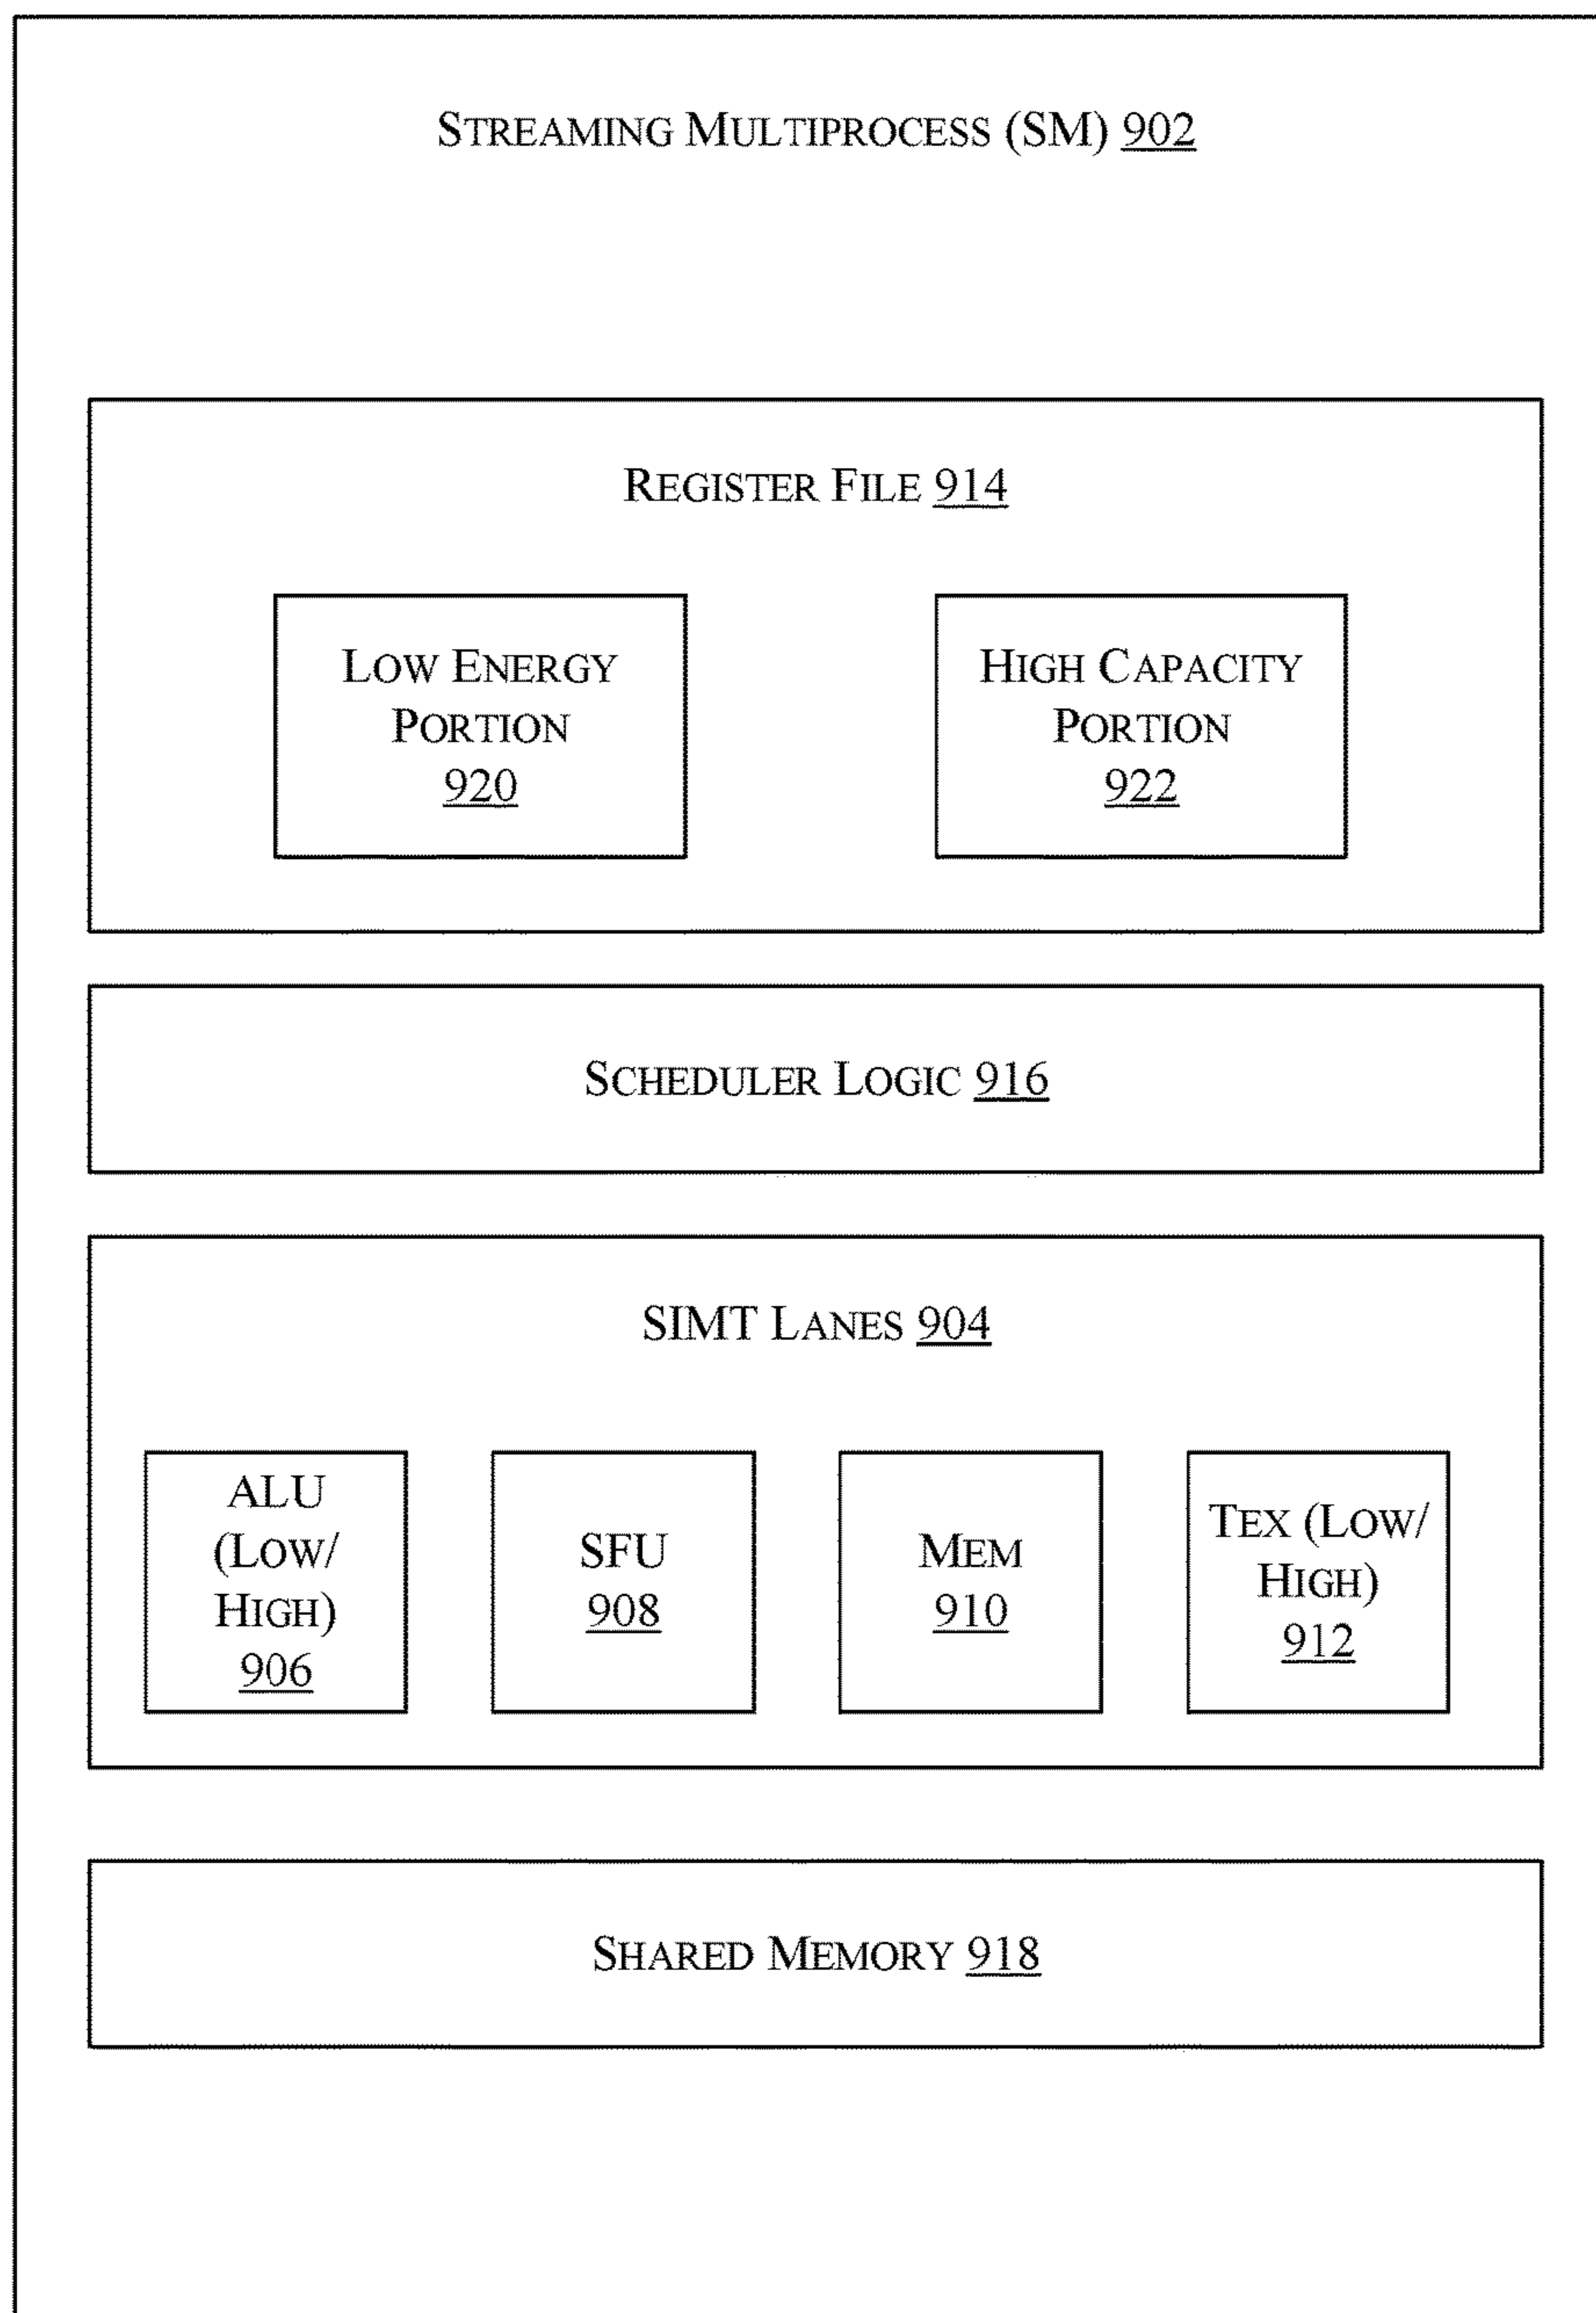 STREAMING MULTIPROCESS (SM) 902
REGISTER FILE 914
LOW ENERGY
PORTION
920
HIGH CAPACITY
PORTION
922
SCHEDULER LOGIC 916
SIMT LANES 904
ALU
(LOW/
HIGH)
906
SFU
908
MEM
910
TEX (LOW/
HIGH)
912
SHARED MEMORY 918